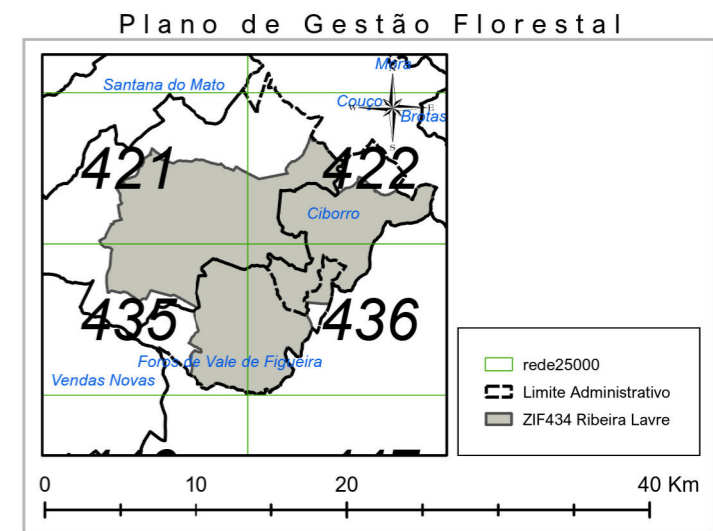 Plano de Gestão Florestal
Mora
Santana do Mato
Couço
W
E
Brotas
S
421
422
Ciborro
435
436
Foros de Vale de Figueira
Vendas Novas
rede25000
Limite Administrativo
ZIF434 Ribeira Lavre
0 10 20 40 Km